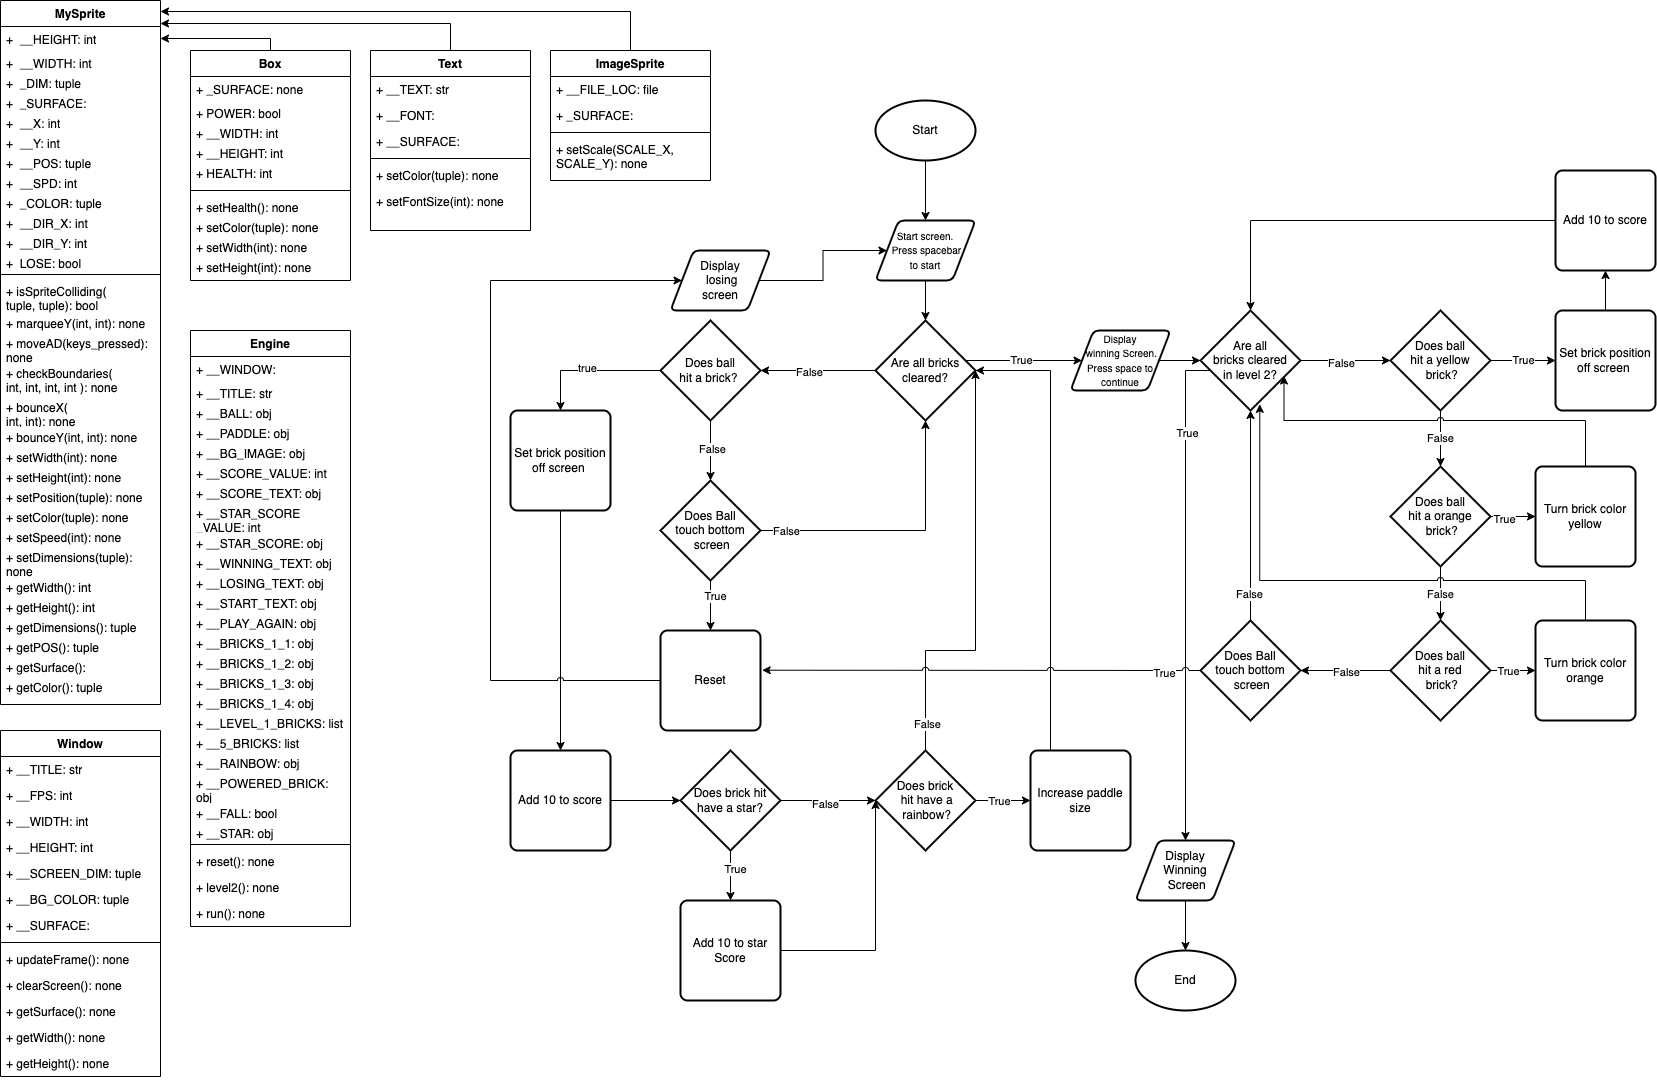 MySprite
+ __HEIGHT: int
+ __WIDTH: int
+ _DIM: tuple
+ _SURFACE:
+ __X: int
+ __Y: int
+ __POS: tuple
+ __SPD: int
+ _COLOR: tuple
+ __DIR_X: int
+ __DIR_Y: int
+ LOSE: bool
+ isSpriteColliding(
tuple, tuple): bool
+ marqueeY(int, int): none
+ moveAD(keys_pressed):
none
+ checkBoundaries(
int, int, int, int ): none
+ bounceX(
int, int): none
+ bounceY(int, int): none
+ setWidth(int): none
+ setHeight(int): none
+ setPosition(tuple): none
+ setColor(tuple): none
+ setSpeed(int): none
+ setDimensions(tuple):
none
+ getWidth(): int
+ getHeight(): int
+ getDimensions(): tuple
+ getPOS(): tuple
+ getSurface():
+ getColor(): tuple
Window
+ __TITLE: str
+ __FPS: int
+ __WIDTH: int
+ __HEIGHT: int
+ __SCREEN_DIM: tuple
+ __BG_COLOR: tuple
+ __SURFACE:
+ updateFrame(): none
+ clearScreen(): none
+ getSurface(): none
+ getWidth(): none
+ getHeight(): none
Box
+ _SURFACE: none
+ POWER: bool
+ __WIDTH: int
+ __HEIGHT: int
+ HEALTH: int
+ setHealth(): none
+ setColor(tuple): none
+ setWidth(int): none
+ setHeight(int): none
Text
+ __TEXT: str
+ __FONT:
+ __SURFACE:
+ setColor(tuple): none
+ setFontSize(int): none
ImageSprite
+ __FILE_LOC: file
+ _SURFACE:
+ setScale(SCALE_X,
SCALE_Y): none
Engine
+ __WINDOW:
+ __TITLE: str
+ __BALL: obj
+ __PADDLE: obj
+ __BG_IMAGE: obj
+ __SCORE_VALUE: int
+ __SCORE_TEXT: obj
+ __STAR_SCORE
_VALUE: int
+ __STAR_SCORE: obj
+ __WINNING_TEXT: obj
+ __LOSING_TEXT: obj
+ __START_TEXT: obj
+ __PLAY_AGAIN: obj
+ __BRICKS_1_1: obj
+ __BRICKS_1_2: obj
+ __BRICKS_1_3: obj
+ __BRICKS_1_4: obj
+ __LEVEL_1_BRICKS: list
+ __5_BRICKS: list
+ __RAINBOW: obj
+ __POWERED_BRICK:
obj
+ __FALL: bool
+ __STAR: obj
+ reset(): none
+ level2(): none
+ run(): none
Start
Start screen.
Press spacebar
to start
Display
losing
screen
Are all bricks
cleared?
False
True
Does ball
hit a brick?
true
False
Set brick position
off screen
Does Ball
touch bottom
screen
False
True
Reset
Add 10 to score
Does brick hit
have a star?
False
True
Add 10 to star
Score
Does brick
hit have a
rainbow?
False
True
Increase paddle
size
Display
winning Screen.
Press space to
continue
Are all
bricks cleared
in level 2?
False
True
Does ball
hit a yellow
brick?
True
False
Set brick position
off screen
Add 10 to score
Does ball
hit a orange
brick?
True
False
Turn brick color
yellow
Does ball
hit a red
brick?
True
False
Turn brick color
orange
Does Ball
touch bottom
screen
False
True
Display
Winning
Screen
End